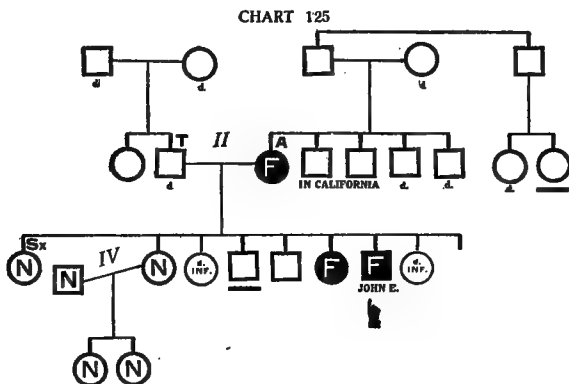 CHART 125
d.
d.
d.
T II A
F
d.
IN CALIFORNIA
d.
d.
d.
Sx IV
N N N d. INF. F F d. INF.
JOHN E.
N N